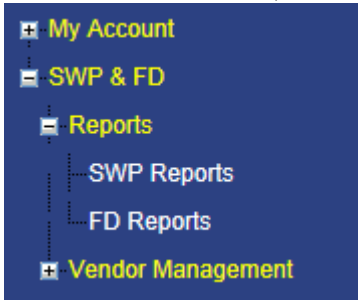 My Account
SWP & FD
Reports
SWP Reports
FD Reports
Vendor Management